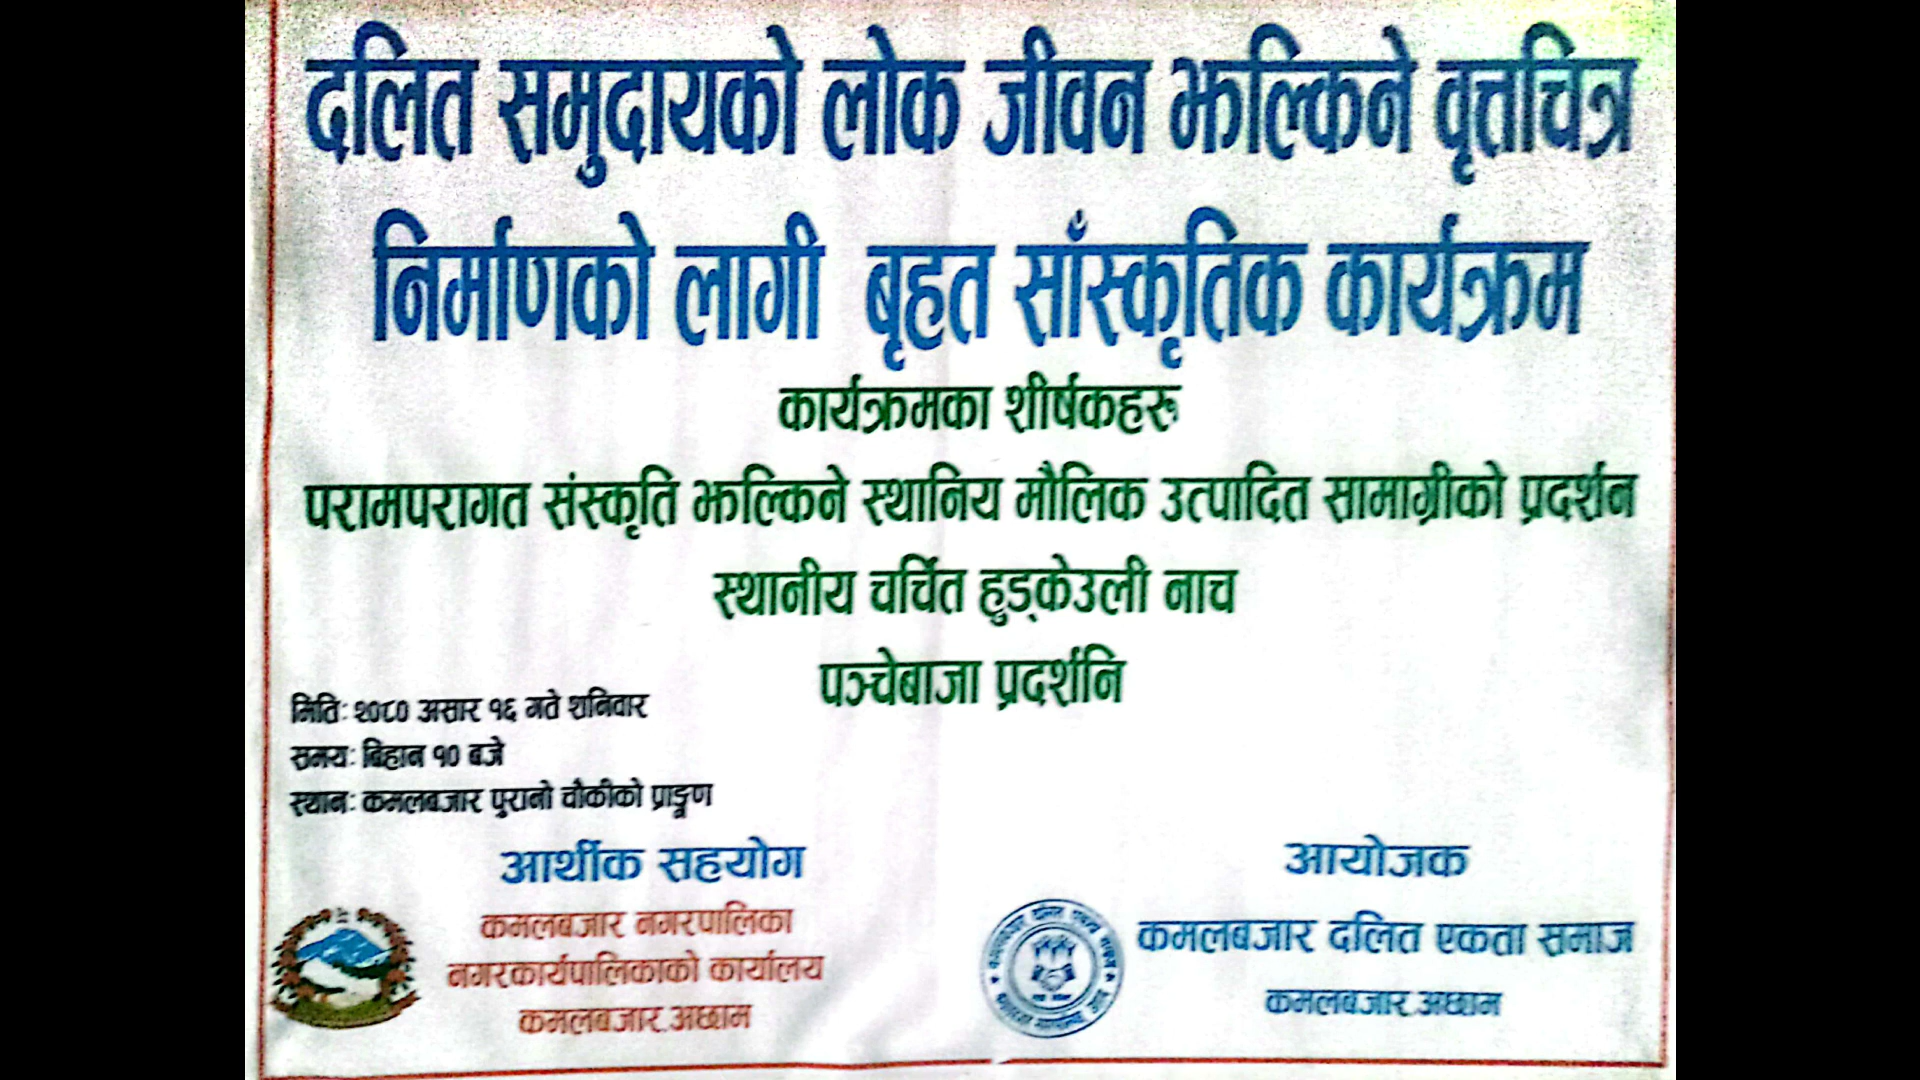 दलित समुदायको लोक जीवन झल्किने वृत्तचित्र
निर्माणको लागी बृहत साँस्कृतिक कार्यक्रम
कार्यक्रमका शीर्षकहरु
परामपरागत संस्कृति झल्किने स्थानिय मौलिक उत्पादित सामाग्रीको प्रदर्शन
स्थानीय चर्चित हुड्केउली नाच
पञ्चेबाजा प्रदर्शनि
मितिः २०८० असार १६ गते शनिवार
समयः बिहान १० बजे
स्थानः कमलबजार पुरानो चौकीको प्राङ्गण
आर्थीक सहयोग
कमलबजार नगरपालिका
नगरकार्यपालिकाको कार्यालय
कमलबजार,अछाम
आयोजक
कमलबजार दलित एकता समाज
कमलबजार,अछाम